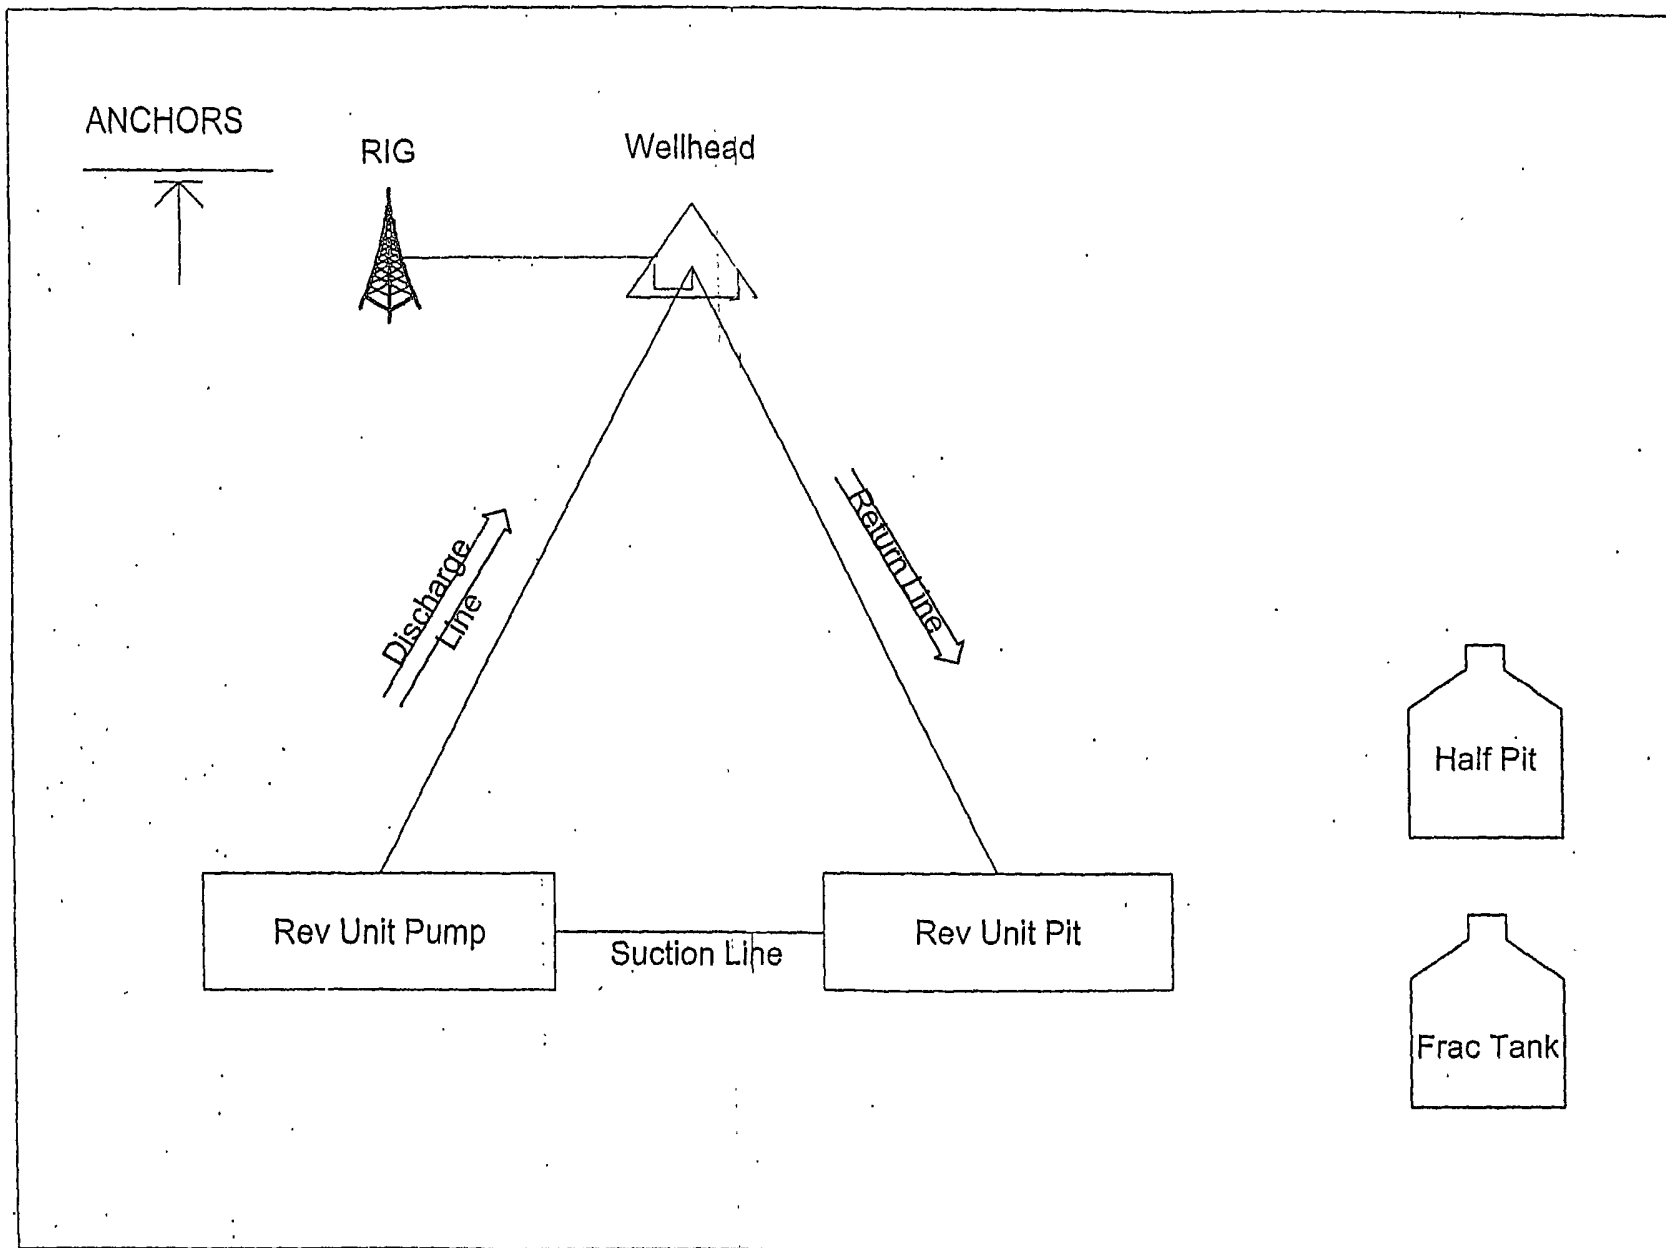 ANCHORS
RIG
Wellhead
Discharge
Line
Return Line
Half Pit
Rev Unit Pump
Suction Line
Rev Unit Pit
Frac Tank